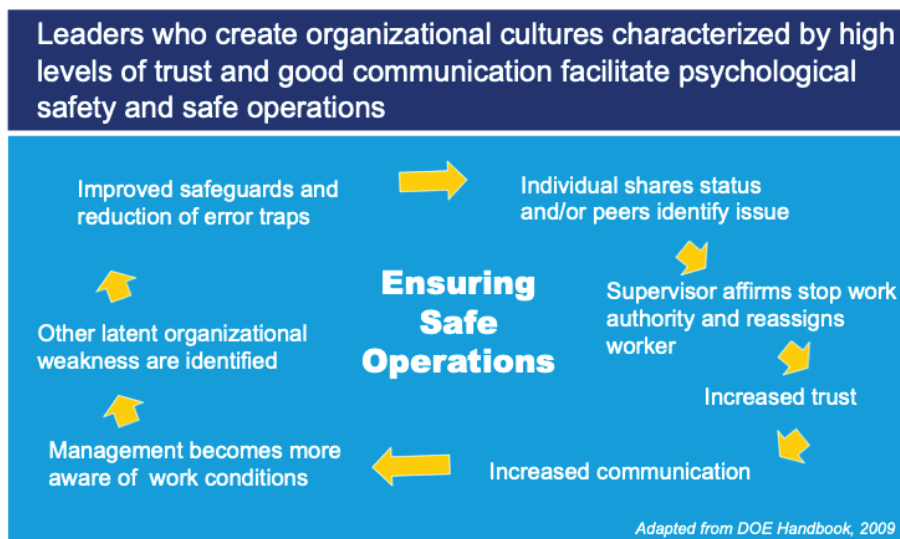 Leaders who create organizational cultures characterized by high
levels of trust and good communication facilitate psychological
safety and safe operations
Improved safeguards and
reduction of error traps
Individual shares status
and/or peers identify issue
Supervisor affirms stop work
authority and reassigns
worker
Increased trust
Increased communication
Management becomes more
aware of  work conditions
Other latent organizational
weakness are identified
Ensuring
Safe
Operations
Adapted from DOE Handbook, 2009